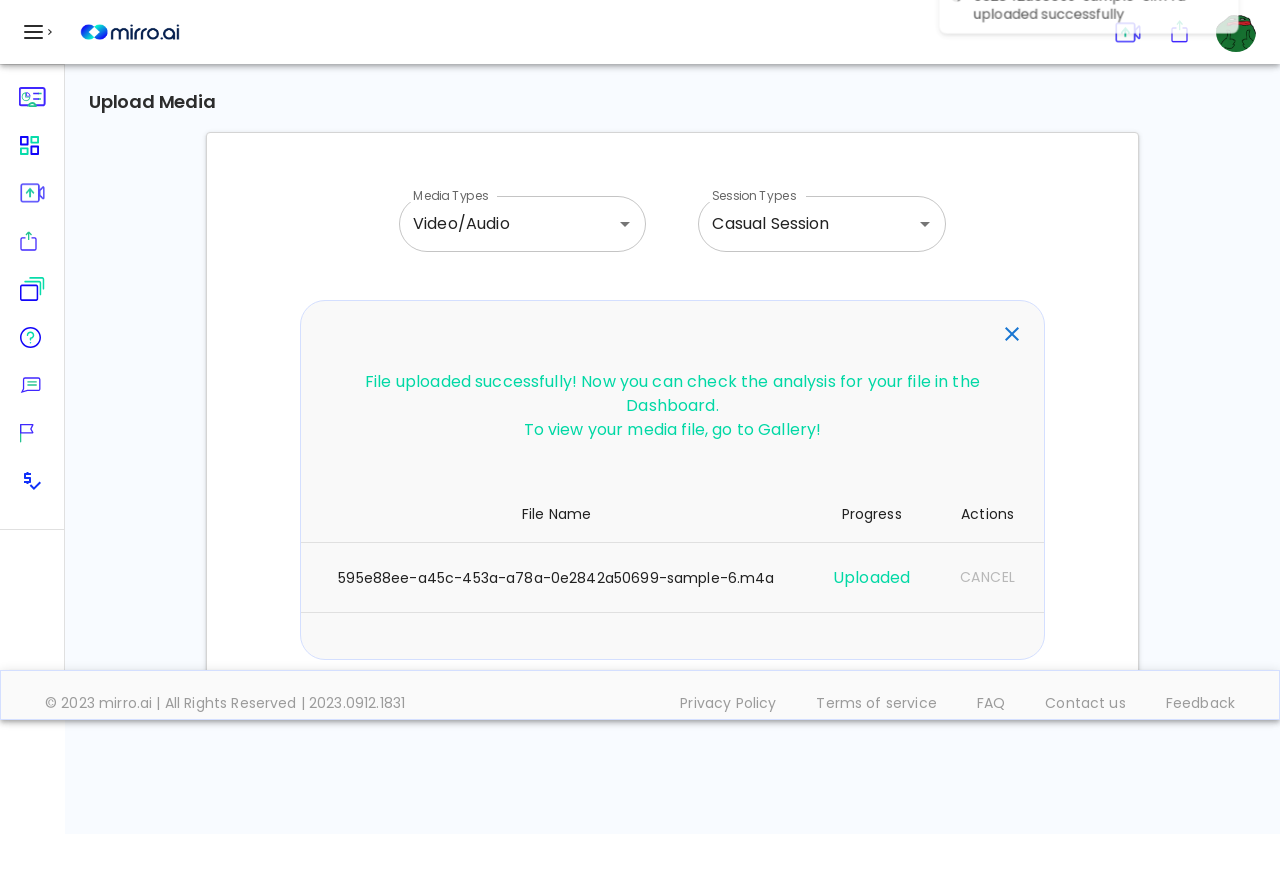 mirro.ai
uploaded successfully
Upload Media
Media Types
Video/Audio
Session Types
Casual Session
File uploaded successfully! Now you can check the analysis for your file in the
Dashboard.
To view your media file, go to Gallery!
File Name Progress Actions
595e88ee-a45c-453a-a78a-0e2842a50699-sample-6.m4a Uploaded CANCEL
© 2023 mirro.ai | All Rights Reserved | 2023.0912.1831
Privacy Policy Terms of service FAQ Contact us Feedback